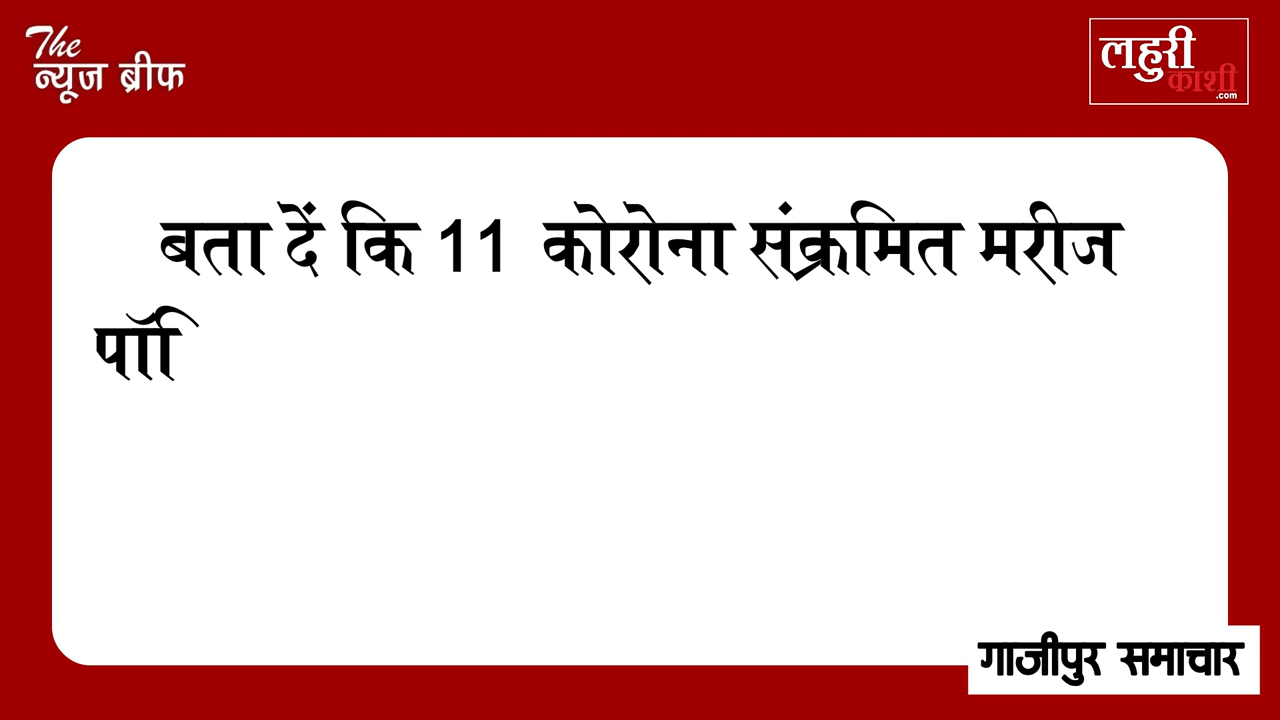 The
न्यूज ब्रीफ
लहुरी
काशी
.com
बता दें कि 11 कोरोना संक्रमित मरीज
पॉि
गाजीपुर समाचार